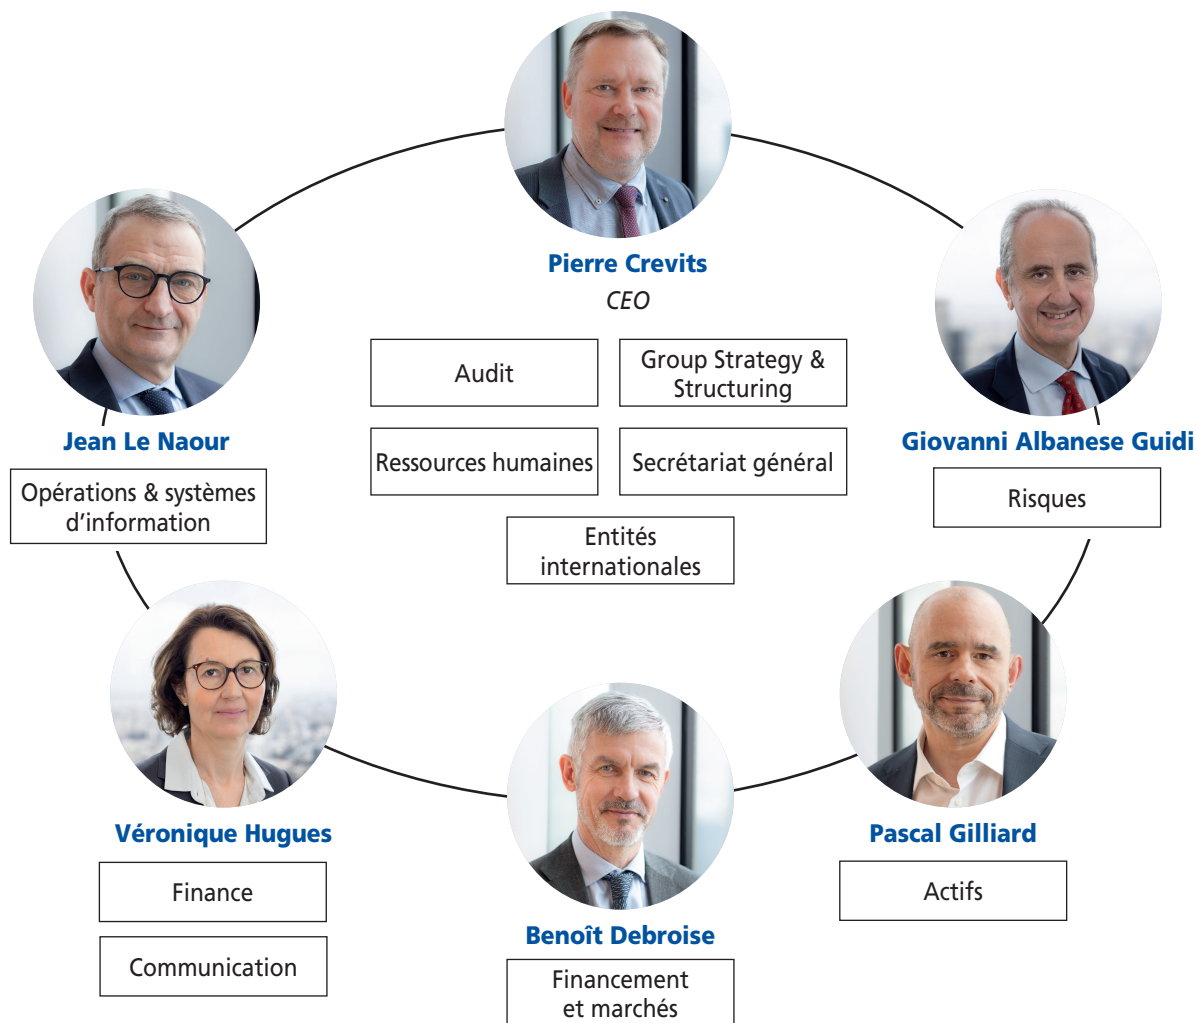 Pierre Crevits
CEO
Audit
Group Strategy &
Structuring
Ressources humaines
Secrétariat général
Entités
internationales
Jean Le Naour
Opérations & systèmes
d’information
Giovanni Albanese Guidi
Risques
Véronique Hugues
Finance
Communication
Benoît Debroise
Financement
et marchés
Pascal Gilliard
Actifs